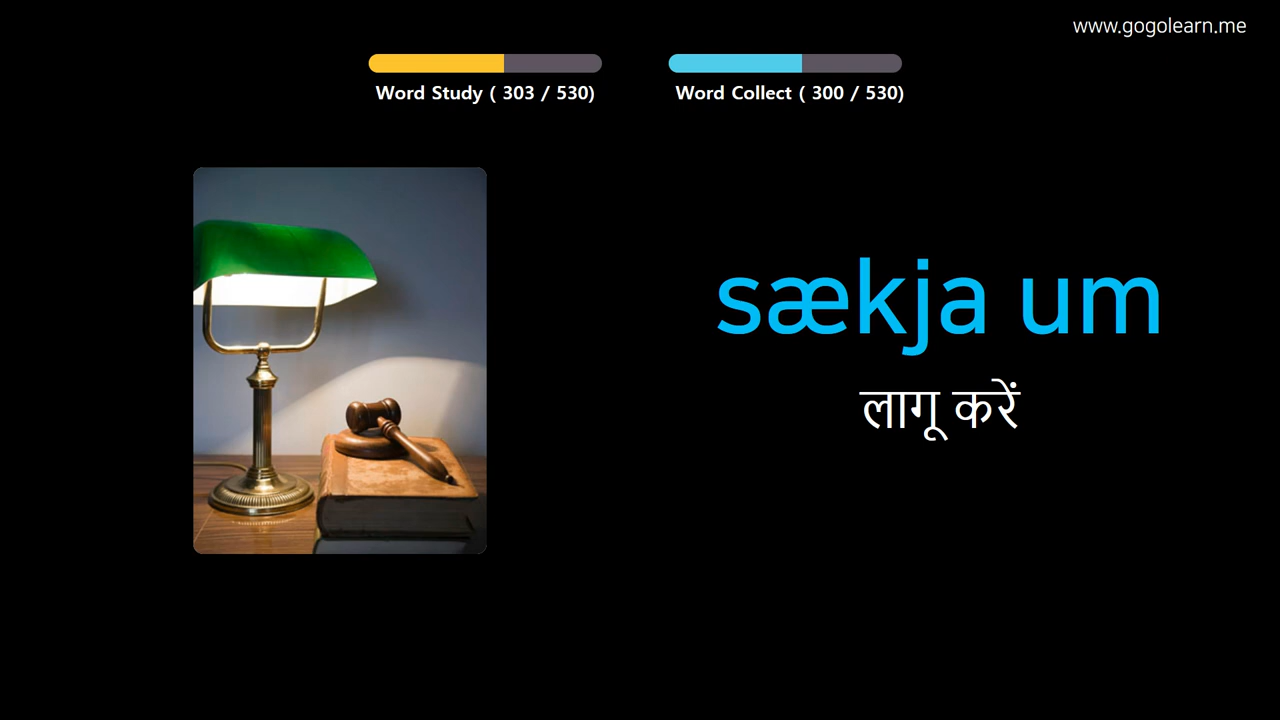 www.gogolearn.me
Word Study ( 303 / 530)
Word Collect ( 300 / 530)
sækja um
लागू करें